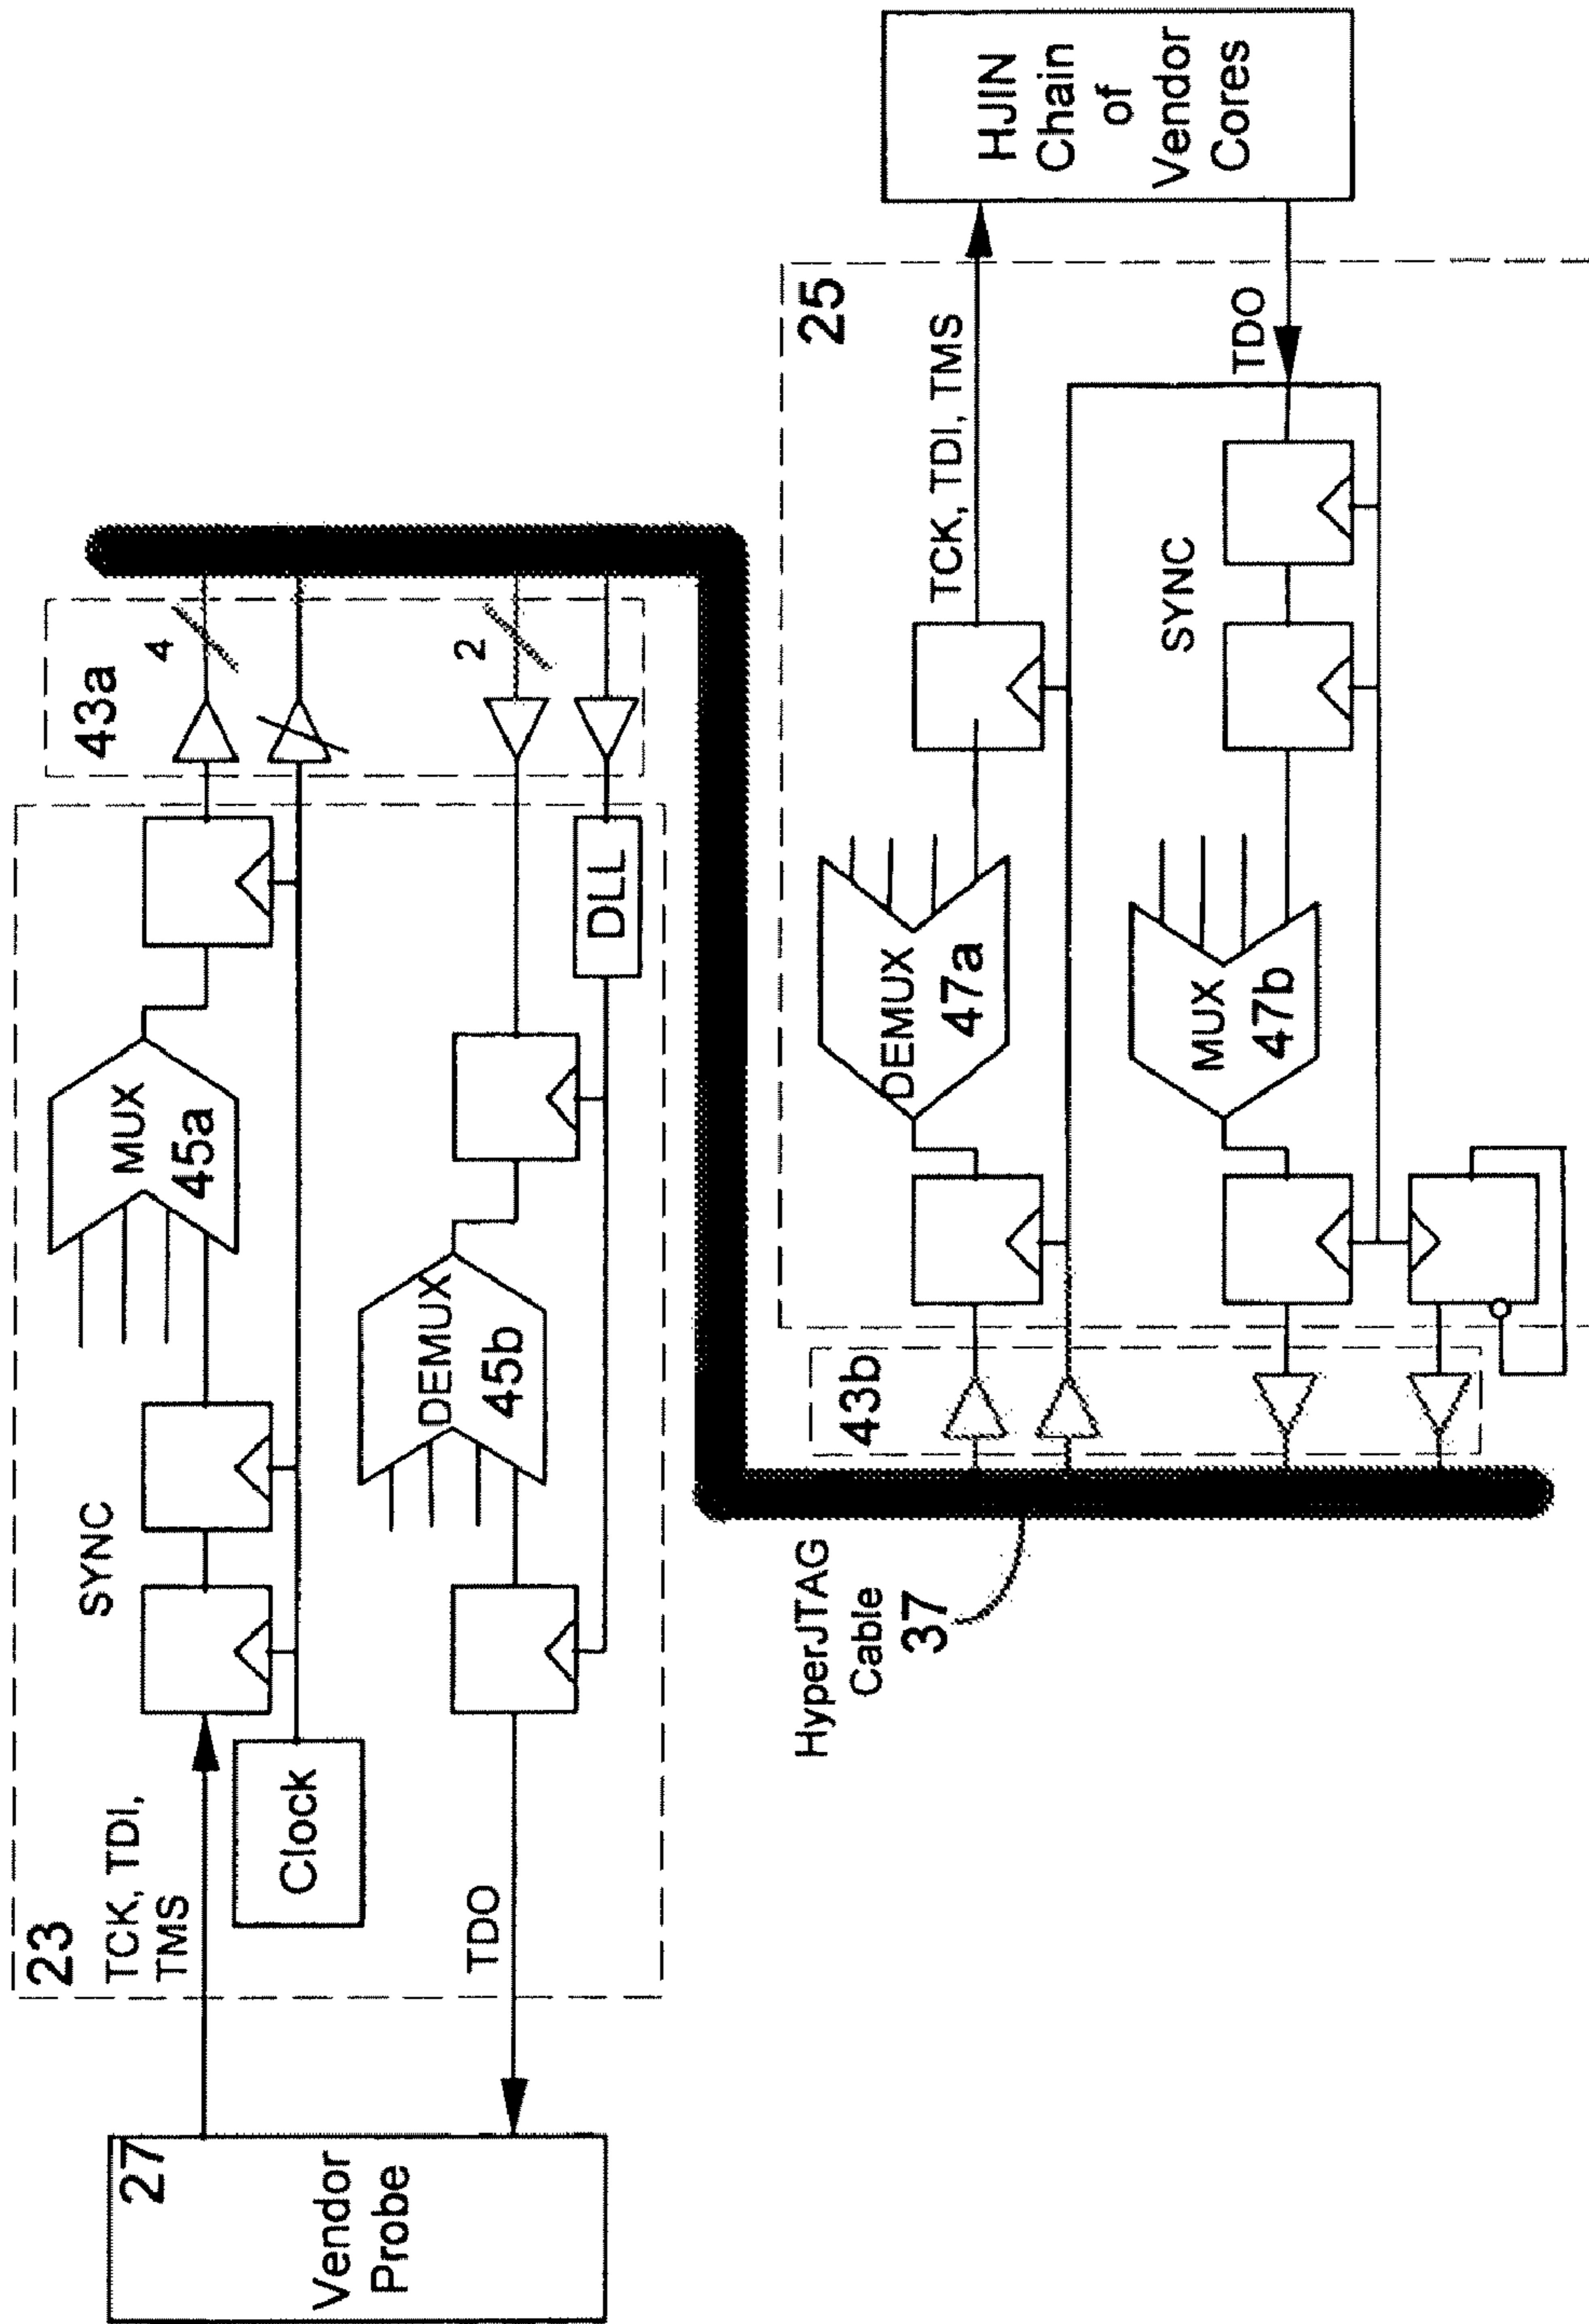 27
Vendor
Probe
23
TCK, TDI,
TMS
Clock
TDO
SYNC
MUX
45a
DEMUX
45b
DLL
43a
4
2
HyperJTAG
Cable
37
43b
25
DEMUX
47a
MUX
47b
SYNC
TCK, TDI, TMS
TDO
HJIN
Chain
of
Vendor
Cores